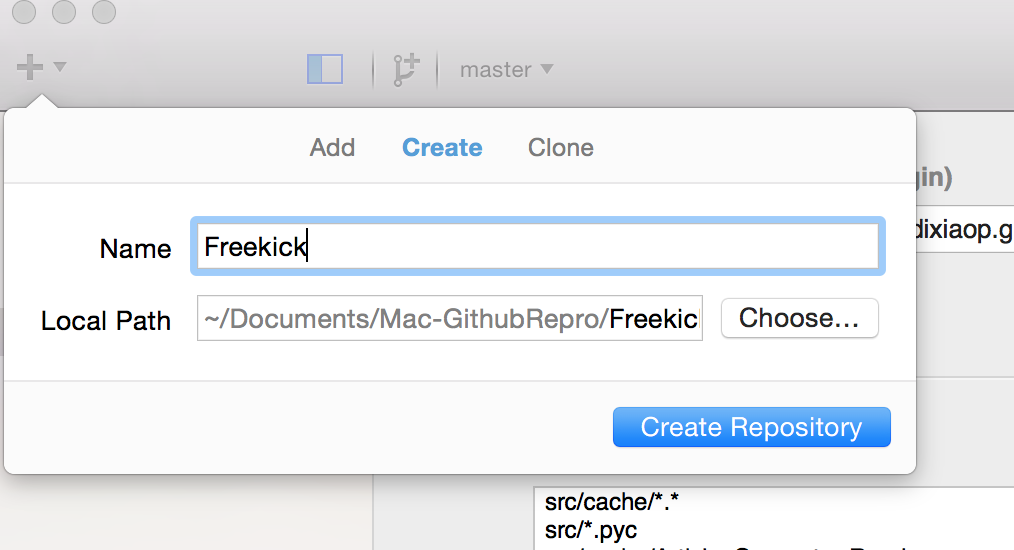 master
Add Create Clone
gin)
Name Freekick
dixiaop.g
Local Path ~/Documents/Mac-GithubRepro/Freekic Choose...
Create Repository
src/cache/*.*
src/*.pyc